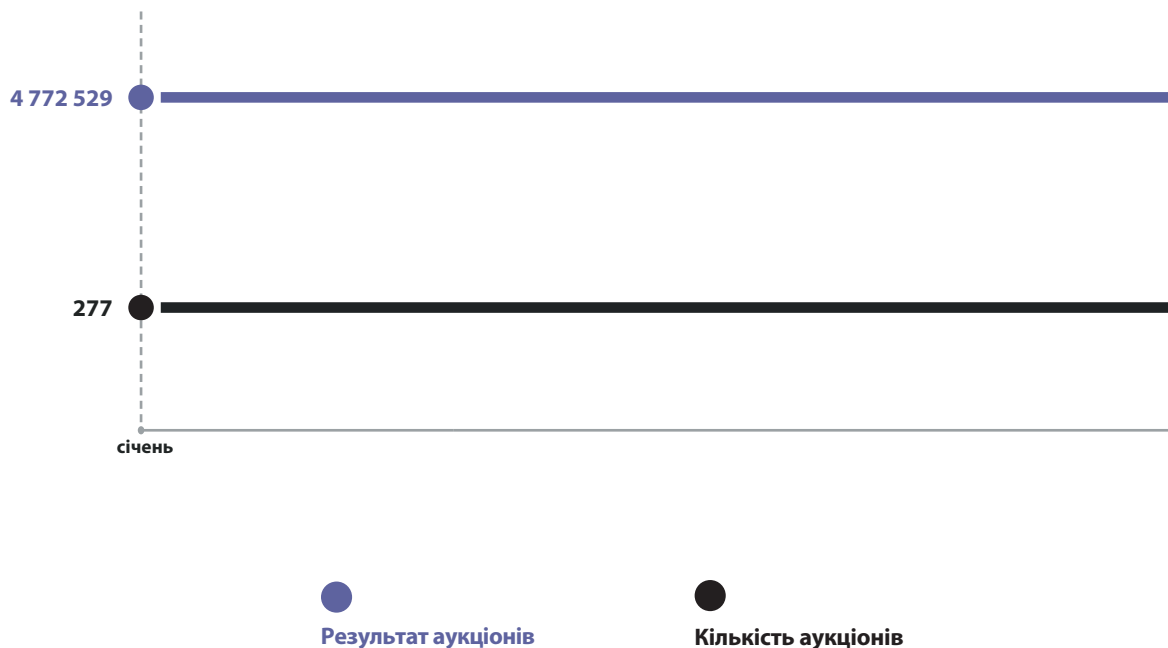 4 772 529
277
січень
Результат аукціонів
Кількість аукціонів